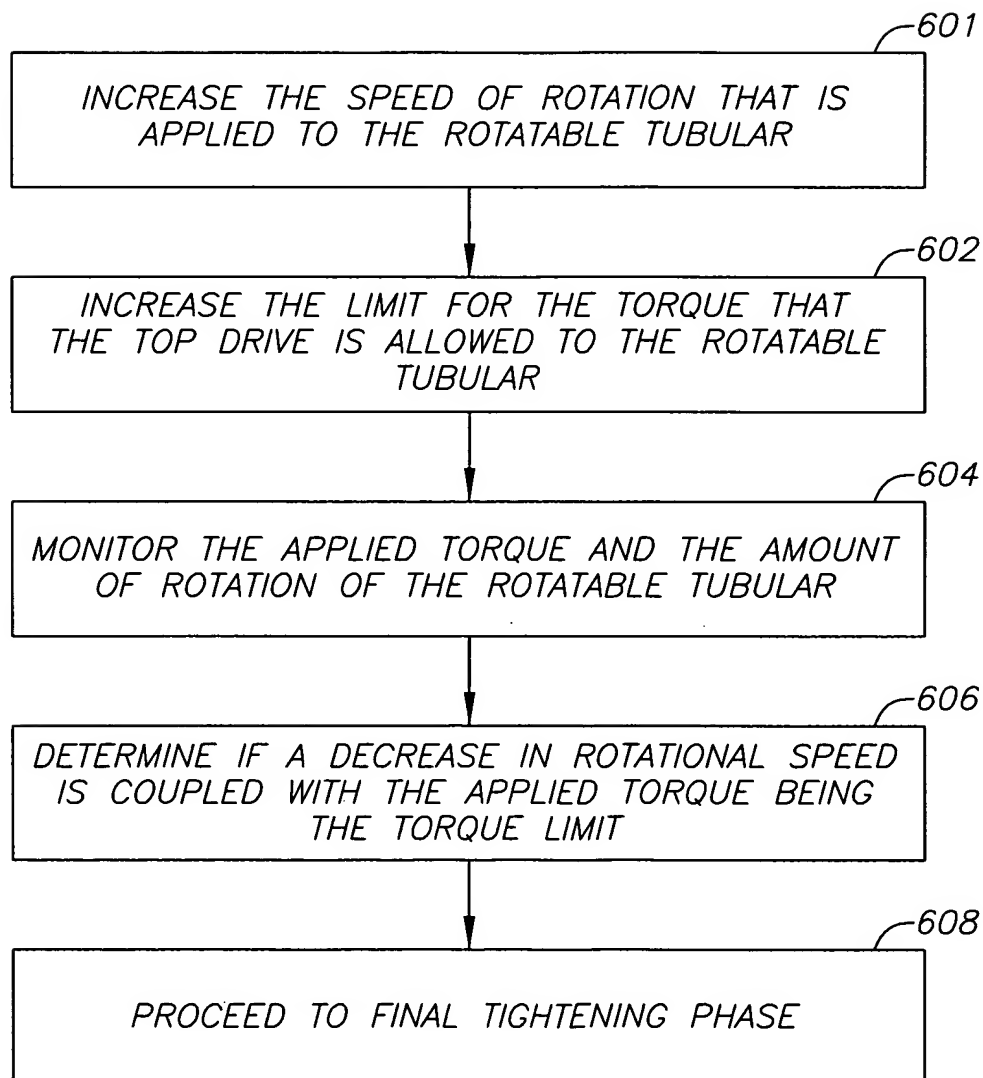 601
INCREASE THE SPEED OF ROTATION THAT IS
APPLIED TO THE ROTATABLE TUBULAR
602
INCREASE THE LIMIT FOR THE TORQUE THAT
THE TOP DRIVE IS ALLOWED TO THE ROTATABLE
TUBULAR
604
MONITOR THE APPLIED TORQUE AND THE AMOUNT
OF ROTATION OF THE ROTATABLE TUBULAR
606
DETERMINE IF A DECREASE IN ROTATIONAL SPEED
IS COUPLED WITH THE APPLIED TORQUE BEING
THE TORQUE LIMIT
608
PROCEED TO FINAL TIGHTENING PHASE